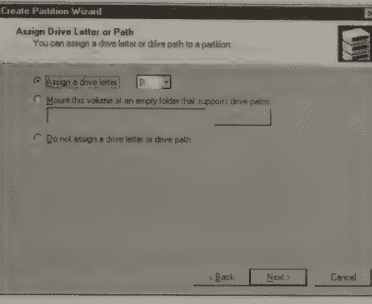 Create Partition Wizard
Assign Drive Letter or Path
You can assign a drive letter or drive path to a partition.
Assign a drive letter D:
Mount this volume at an empty folder that supports drive paths
Do not assign a drive letter or drive path
< Back Next > Cancel